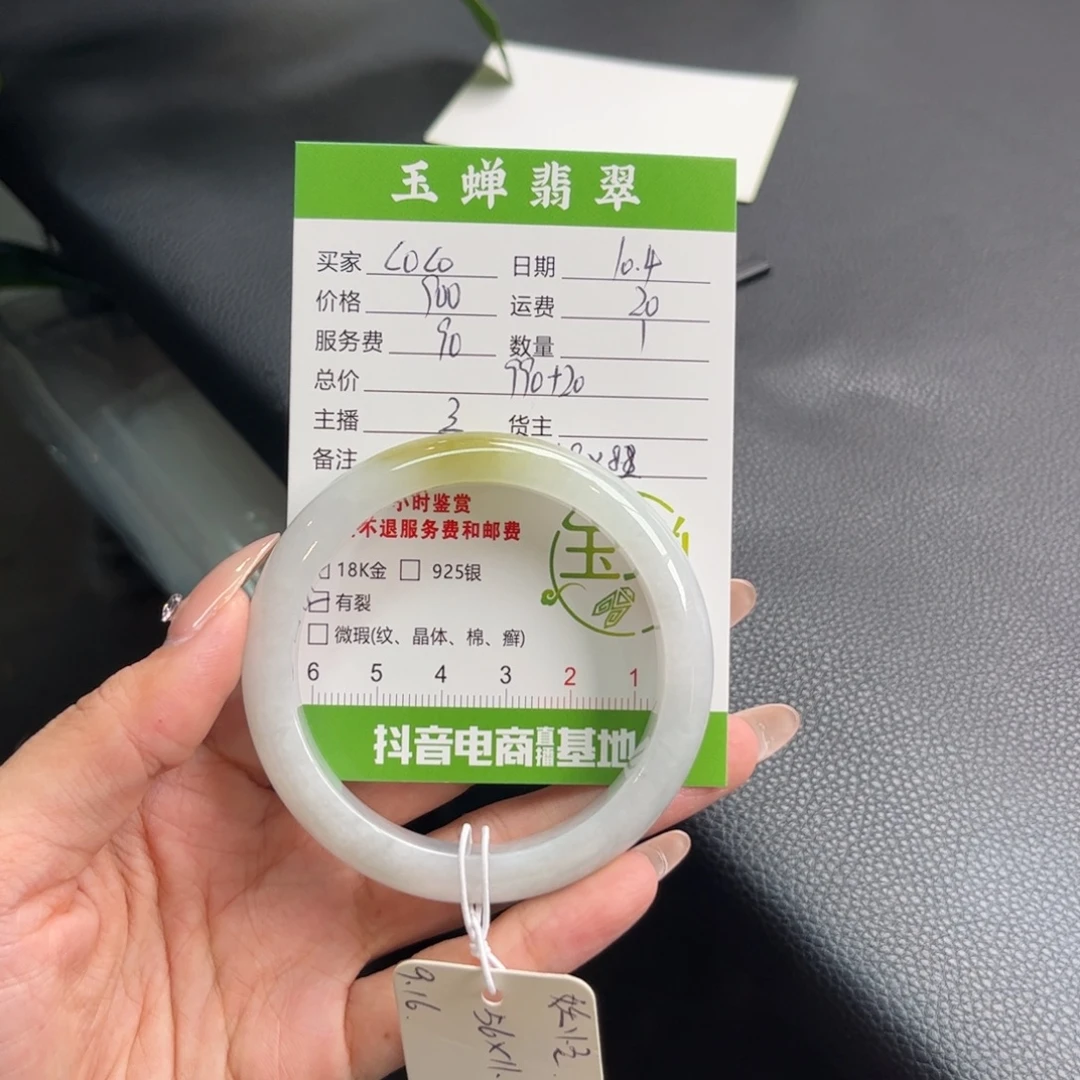 玉蝉翡翠
买家 COCO 日期 10.4
价格 900 运费 20
服务费 90 数量 1
总价 990+20
主播 3 货主
备注
小时鉴赏
不退服务费和邮费
18K金 925银
有裂
微瑕(纹、晶体、棉、癣)
6 5 4 3 2 1
抖音电商直播基地
玉
9.16.
56×11.